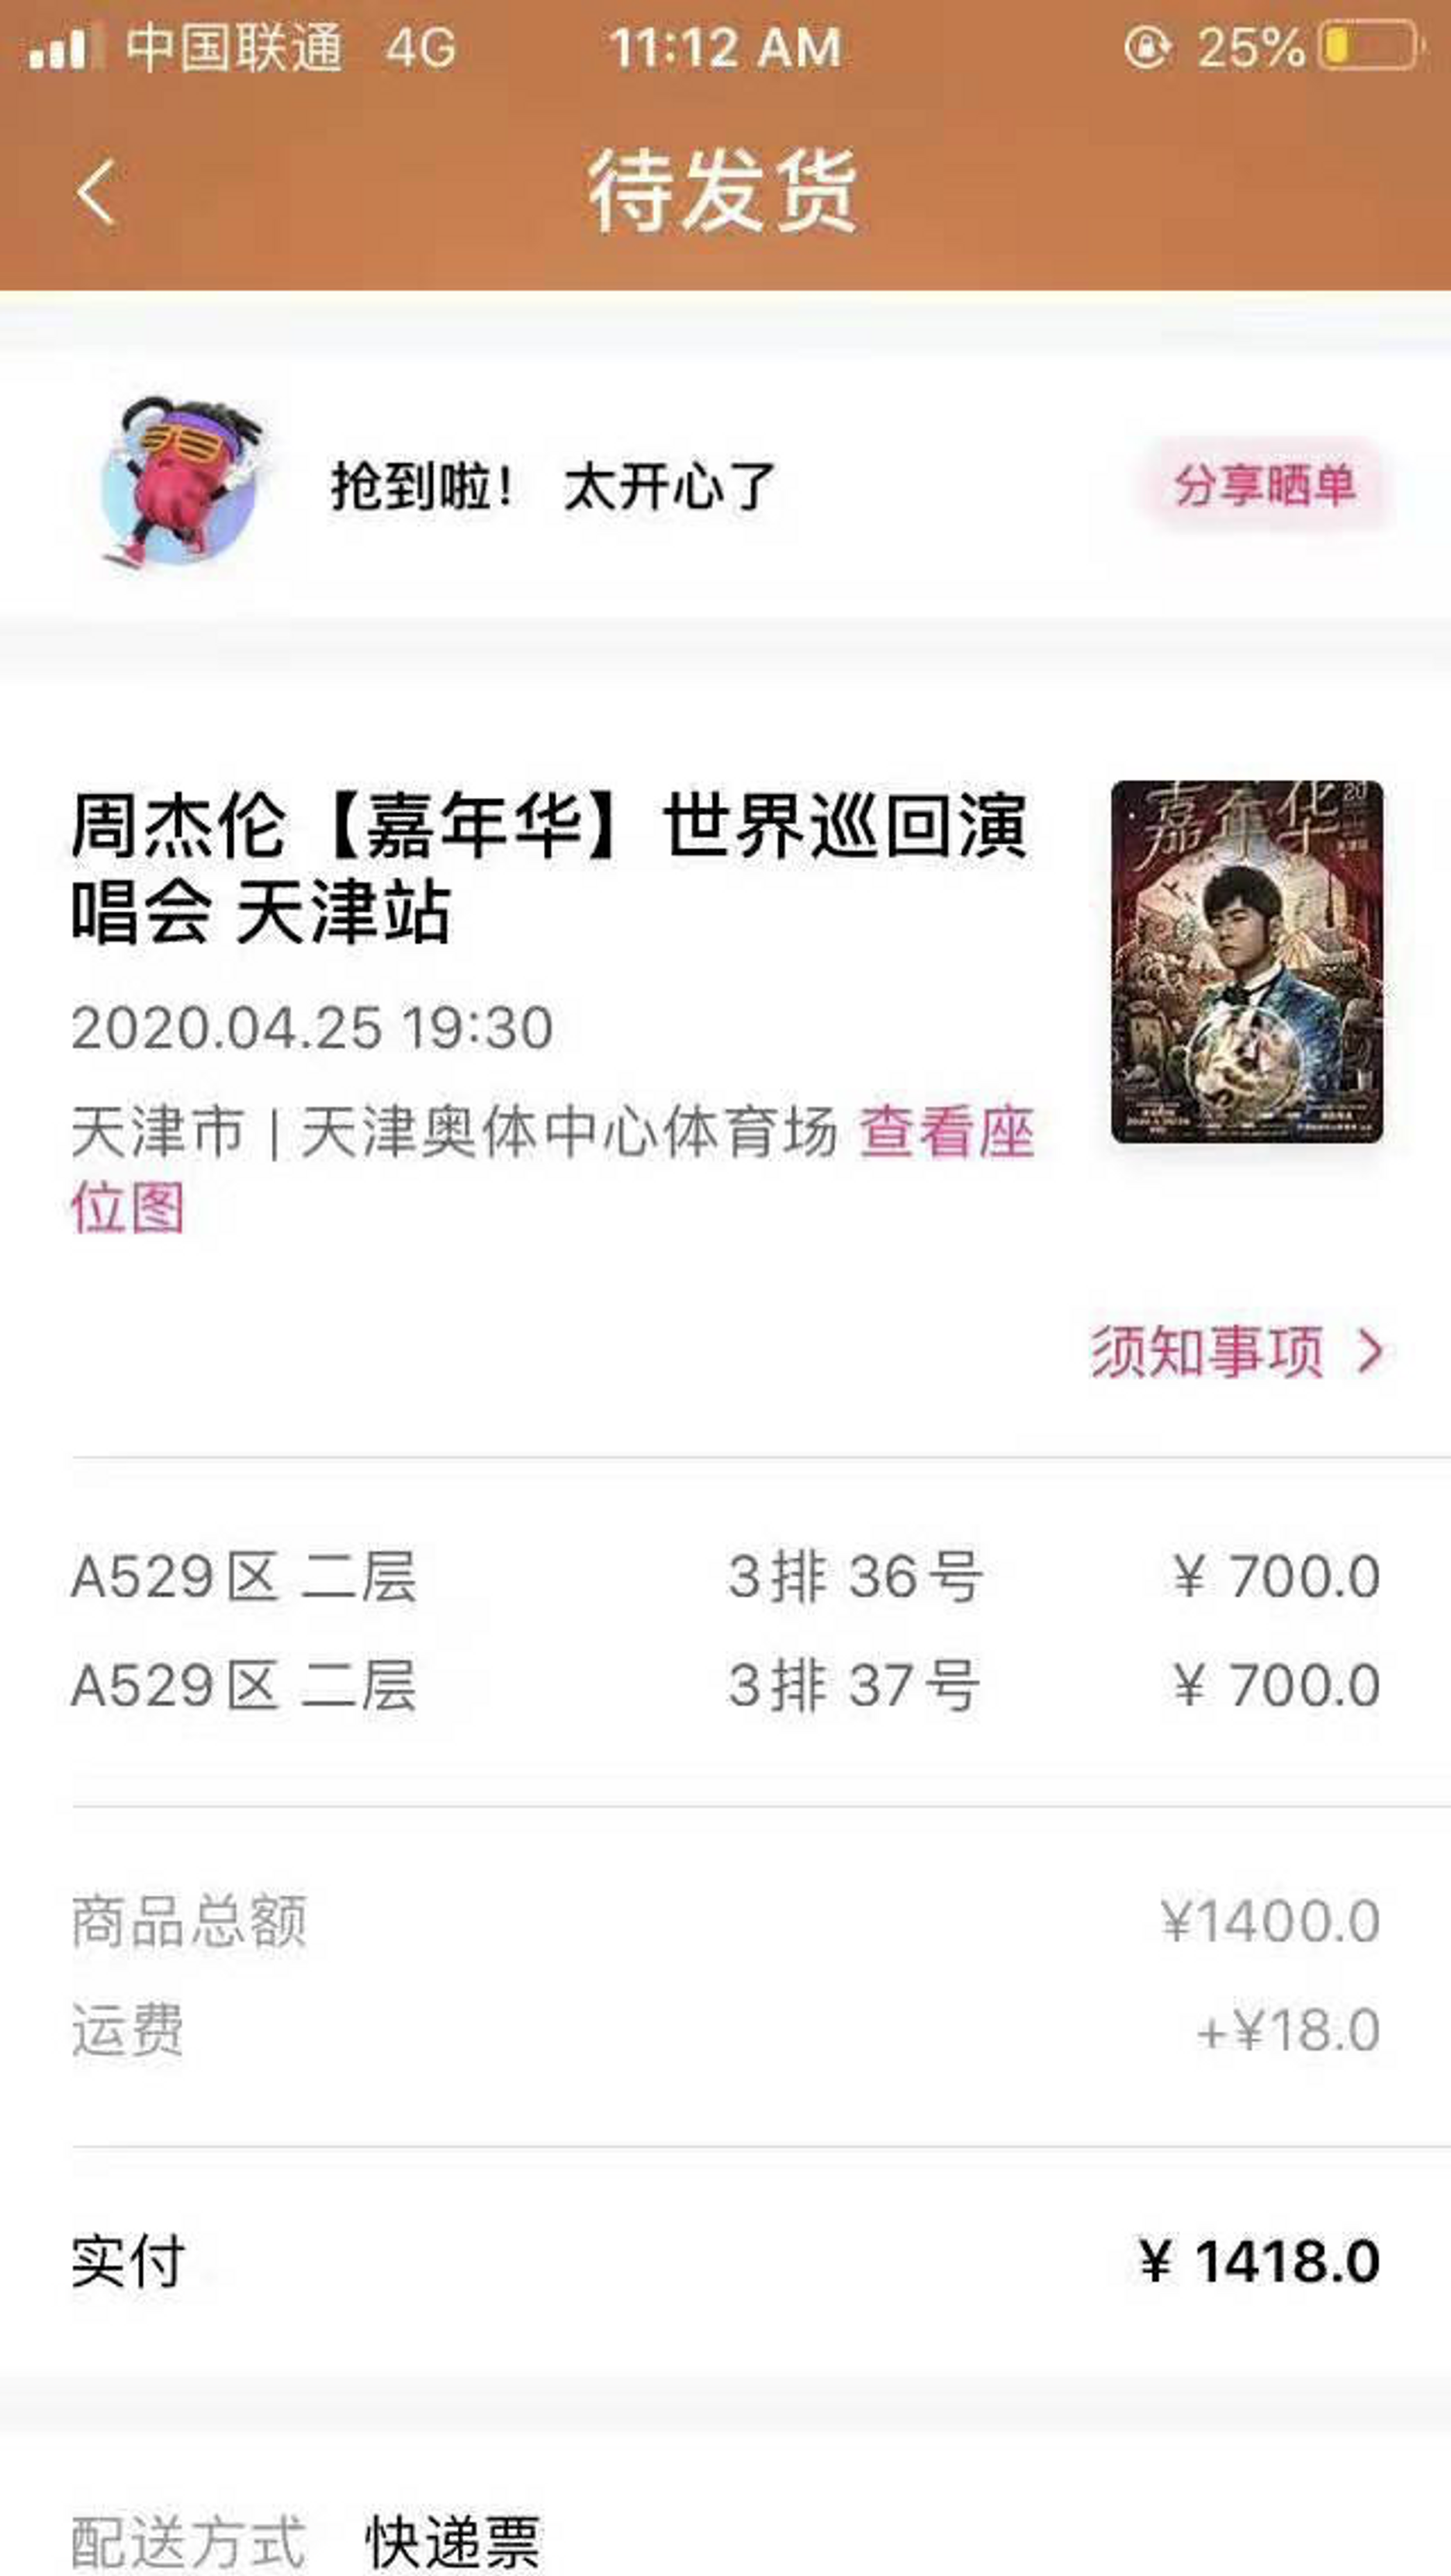 中国联通 4G 11:12 AM 25%
待发货
抢到啦! 太开心了 分享晒单
周杰伦【嘉年华】世界巡回演
唱会 天津站
嘉年华
2020.04.25 19:30
天津市 | 天津奥体中心体育场 查看座
位图
须知事项
A529区 二层 3排 36号 ¥ 700.0
A529区 二层 3排 37号 ¥ 700.0
商品总额 ¥1400.0
运费 +¥18.0
实付 ¥ 1418.0
配送方式 快递票